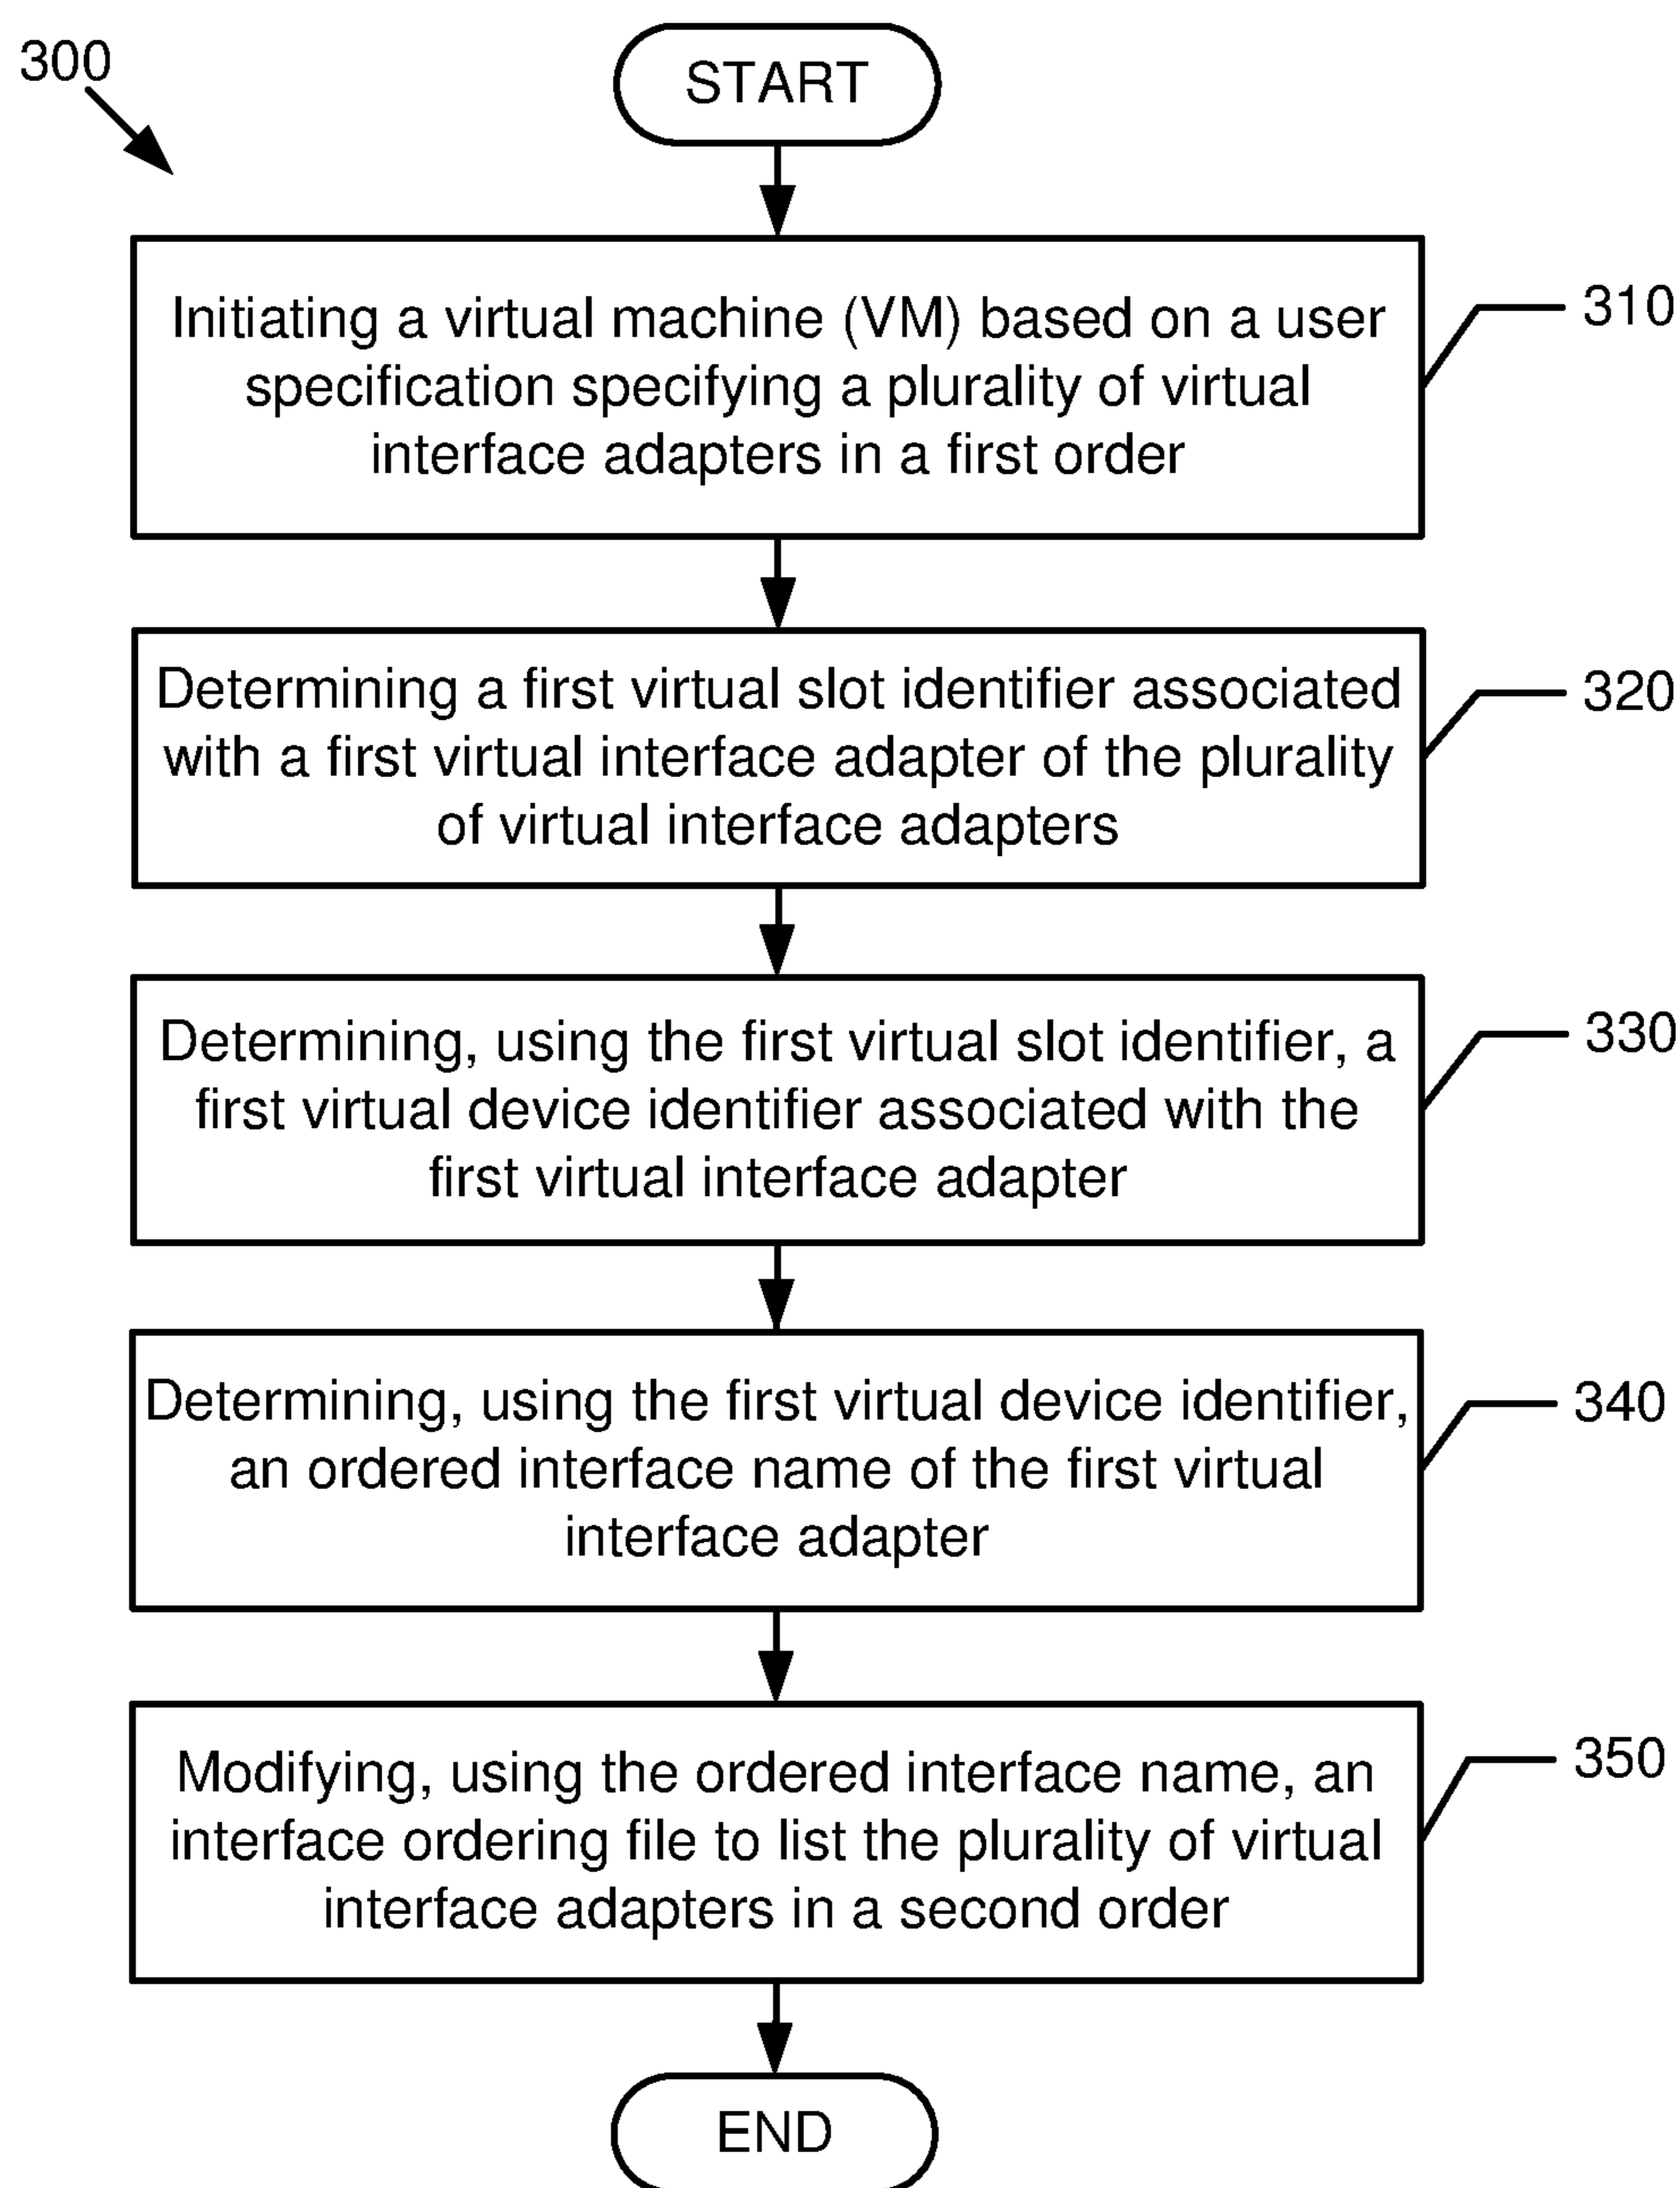 300
START
Initiating a virtual machine (VM) based on a user
specification specifying a plurality of virtual
interface adapters in a first order
310
Determining a first virtual slot identifier associated
with a first virtual interface adapter of the plurality
of virtual interface adapters
320
Determining, using the first virtual slot identifier, a
first virtual device identifier associated with the
first virtual interface adapter
330
Determining, using the first virtual device identifier,
an ordered interface name of the first virtual
interface adapter
340
Modifying, using the ordered interface name, an
interface ordering file to list the plurality of virtual
interface adapters in a second order
350
END